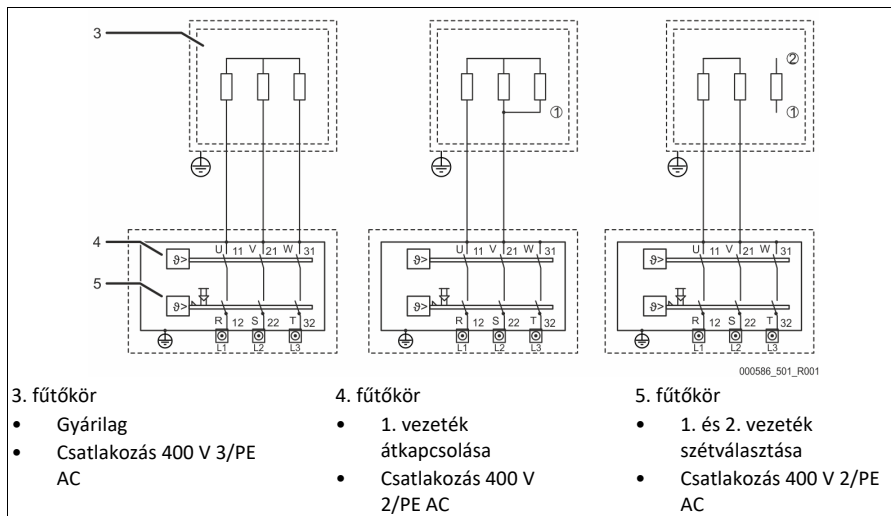 3
①
②
①
4
5
U 11 V 21 W 31
U 11 V 21 W 31
U 11 V 21 W 31
ϑ>
ϑ>
ϑ>
ϑ>
ϑ>
ϑ>
R 12 S 22 T 32
R 12 S 22 T 32
R 12 S 22 T 32
L1 L2 L3
L1 L2 L3
L1 L2 L3
000586_501_R001
3. fűtőkör
• Gyárilag
• Csatlakozás 400 V 3/PE
AC
4. fűtőkör
• 1. vezeték
átkapcsolása
• Csatlakozás 400 V
2/PE AC
5. fűtőkör
• 1. és 2. vezeték
szétválasztása
• Csatlakozás 400 V 2/PE
AC